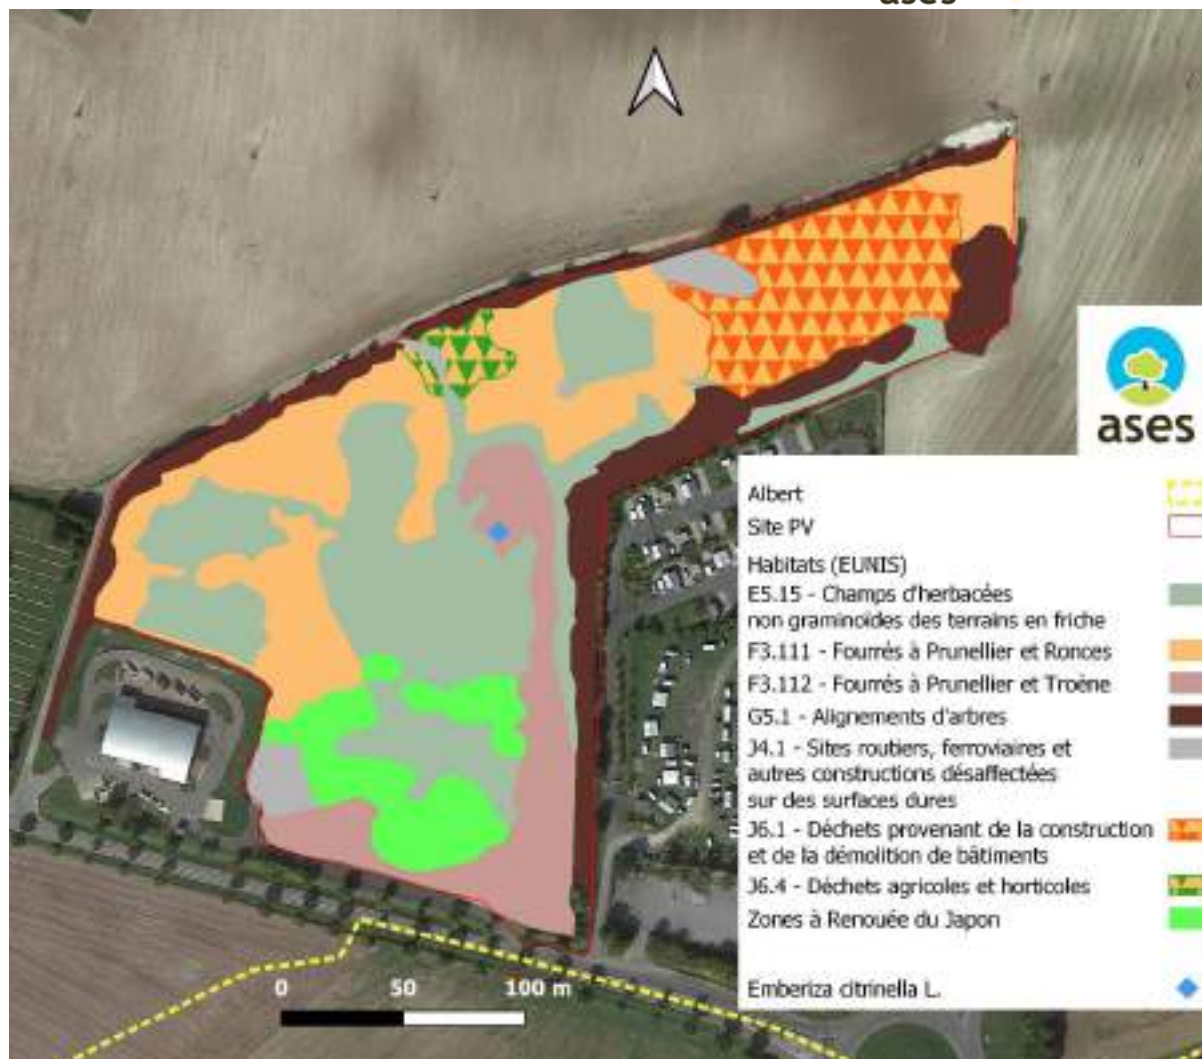 ases
ases
Albert
Site PV
Habitats (EUNIS)
E5.15 - Champs d'herbacées
non graminoïdes des terrains en friche
F3.111 - Fourrés à Prunellier et Ronces
F3.112 - Fourrés à Prunellier et Troène
G5.1 - Alignements d'arbres
J4.1 - Sites routiers, ferroviaires et
autres constructions désaffectées
sur des surfaces dures
J6.1 - Déchets provenant de la construction
et de la démolition de bâtiments
J6.4 - Déchets agricoles et horticoles
Zones à Renouée du Japon
Emberiza citrinella L.
0 50 100 m